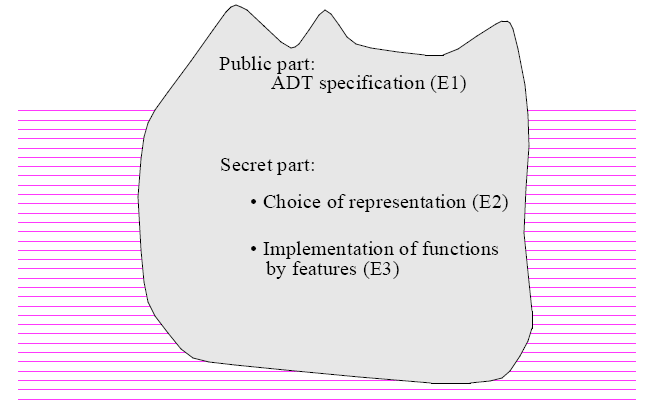 Public part:
ADT specification (E1)
Secret part:
• Choice of representation (E2)
• Implementation of functions
by features (E3)